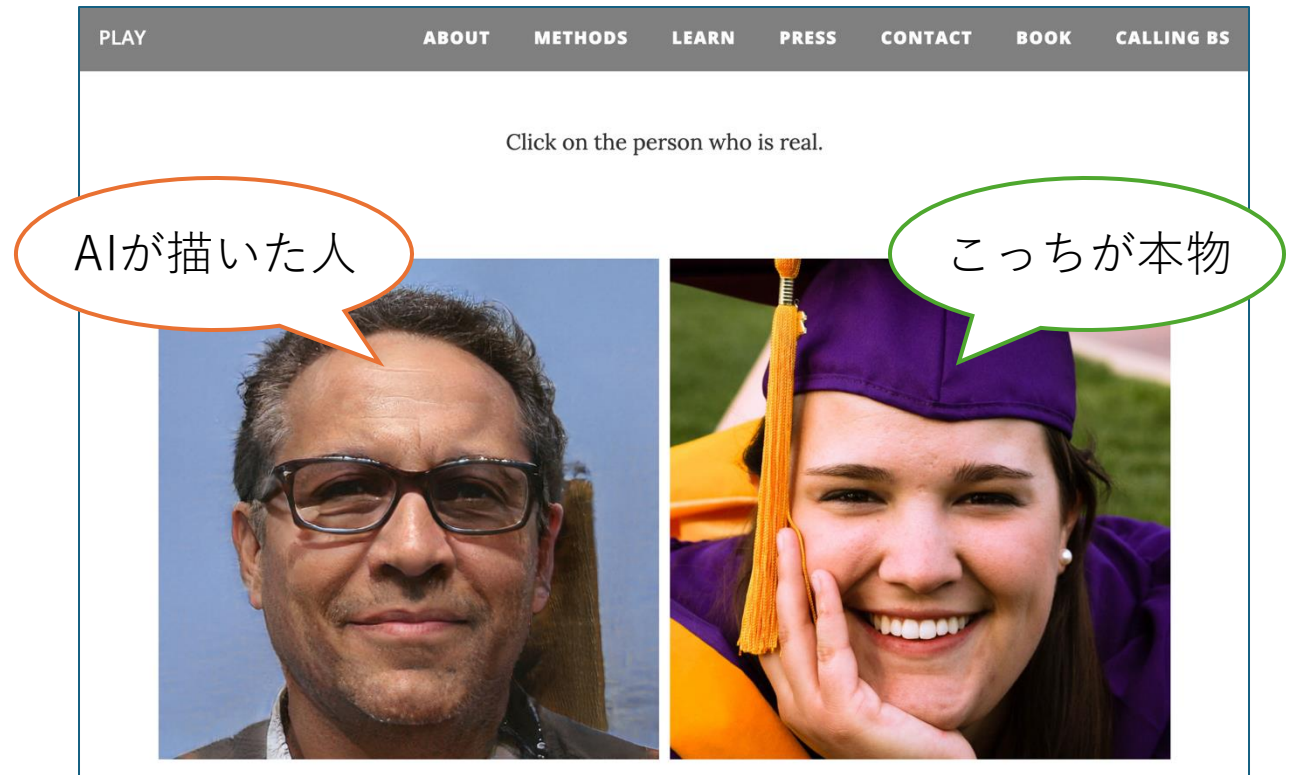 PLAY ABOUT METHODS LEARN PRESS CONTACT BOOK CALLING BS
Click on the person who is real.
AIが描いた人
こっちが本物